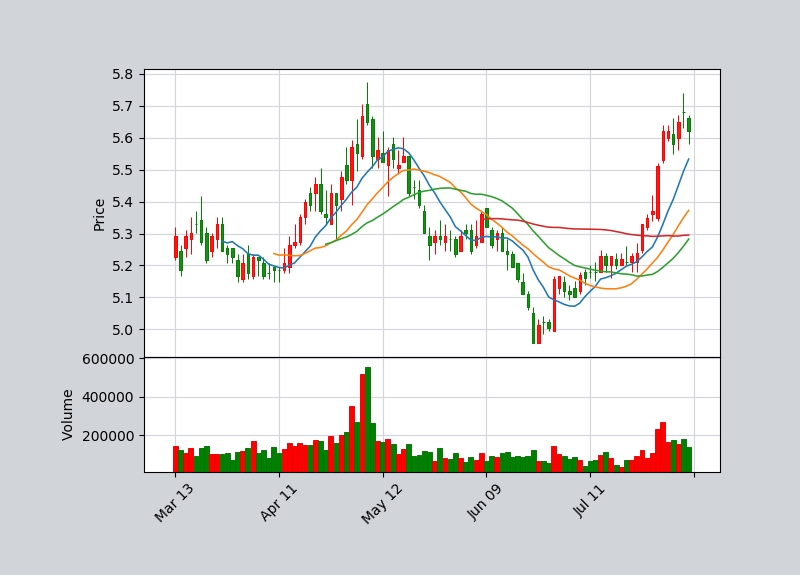 5.8
5.7
5.6
5.5
5.4
5.3
5.2
5.1
5.0
Price
600000
400000
200000
Volume
Mar 13
Apr 11
May 12
Jun 09
Jul 11